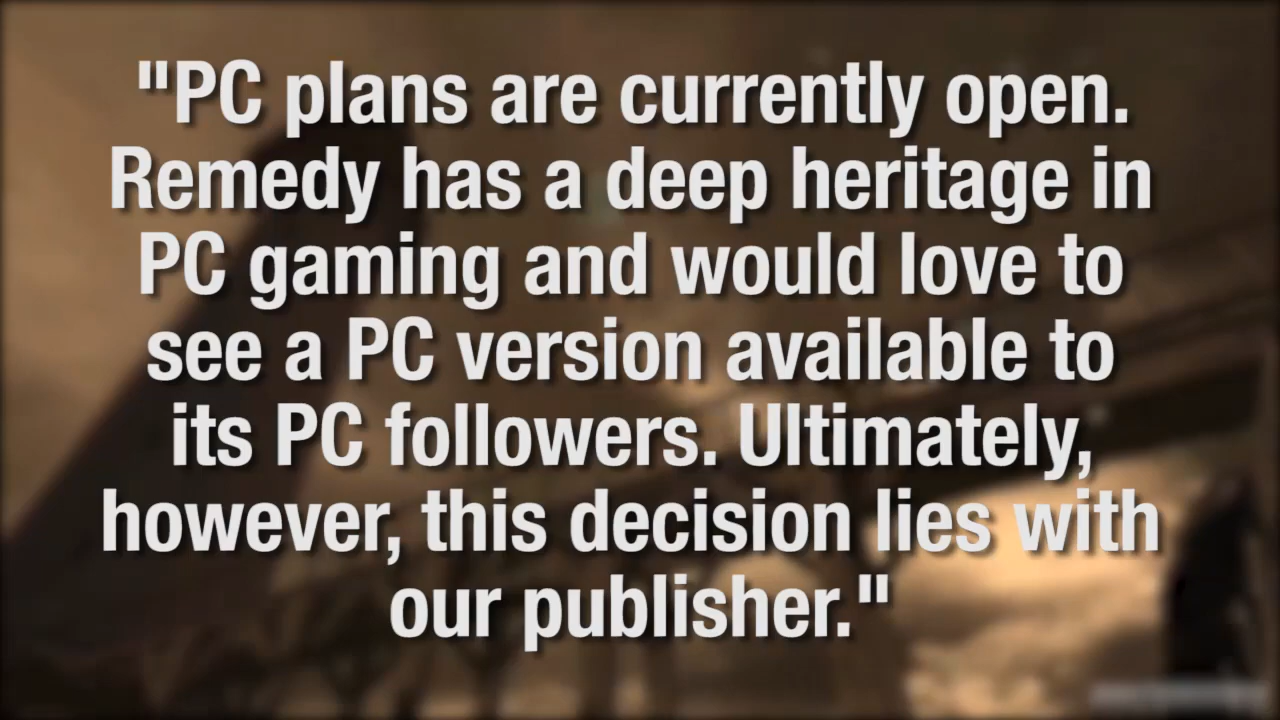 "PC plans are currently open.
Remedy has a deep heritage in
PC gaming and would love to
see a PC version available to
its PC followers. Ultimately,
however, this decision lies with
our publisher."